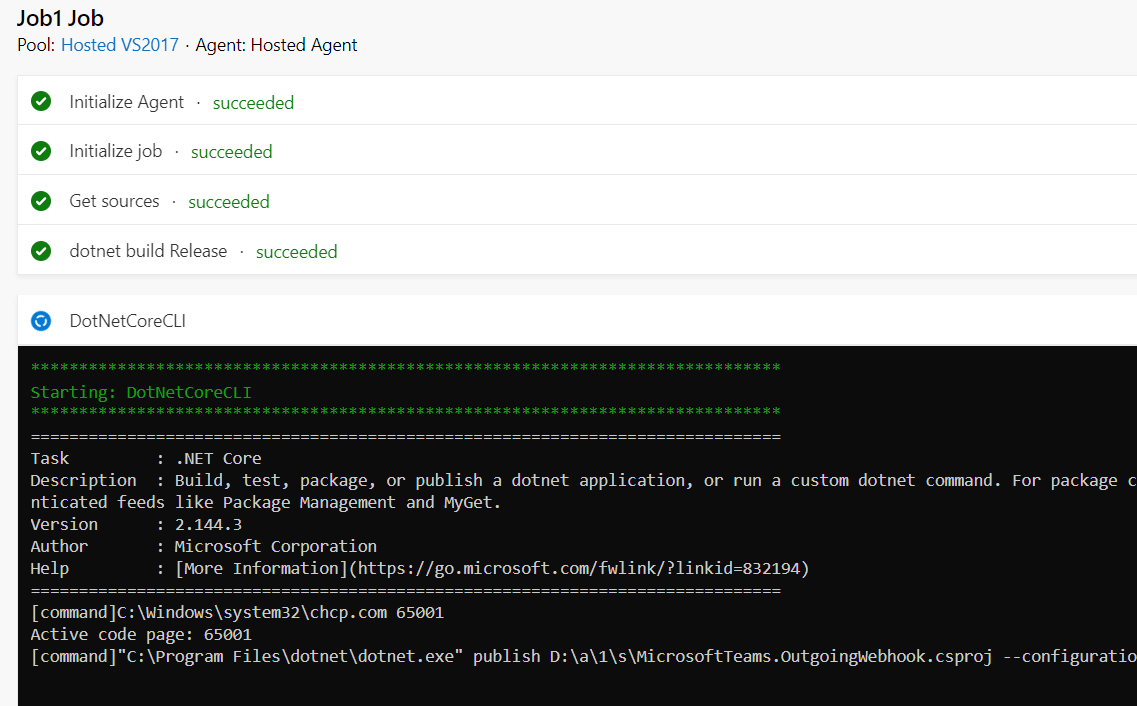 Job1 Job
Pool: Hosted VS2017 · Agent: Hosted Agent
Initialize Agent · succeeded
Initialize job · succeeded
Get sources · succeeded
dotnet build Release · succeeded
DotNetCoreCLI
******************************************************************************
Starting: DotNetCoreCLI
******************************************************************************
==============================================================================
Task         : .NET Core
Description  : Build, test, package, or publish a dotnet application, or run a custom dotnet command. For package c
nticated feeds like Package Management and MyGet.
Version      : 2.144.3
Author       : Microsoft Corporation
Help         : [More Information](https://go.microsoft.com/fwlink/?linkid=832194)
==============================================================================
[command]C:\Windows\system32\chcp.com 65001
Active code page: 65001
[command]"C:\Program Files\dotnet\dotnet.exe" publish D:\a\1\s\MicrosoftTeams.OutgoingWebhook.csproj --configuratio